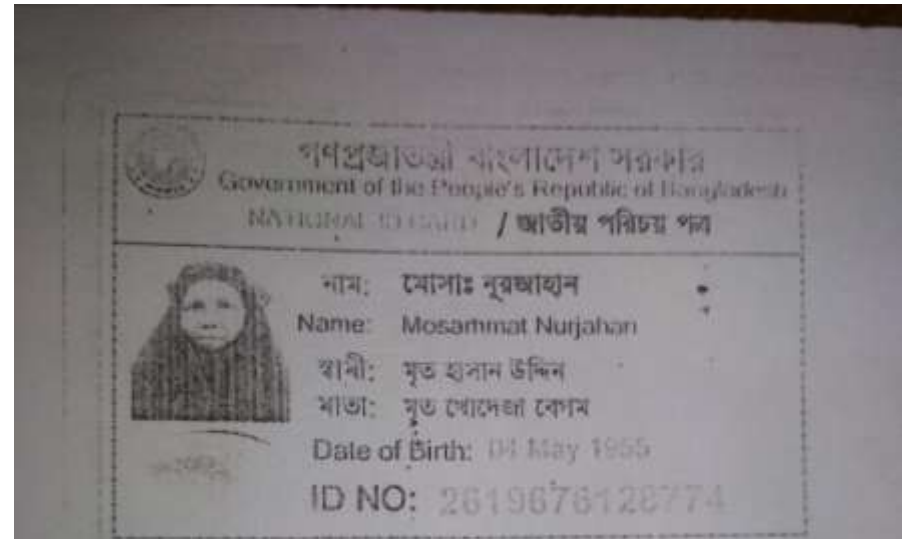 গণপ্রজাতন্ত্রী বাংলাদেশ সরকার
Government of the People's Republic of Bangladesh
NATIONAL ID CARD / জাতীয় পরিচয় পত্র
নাম: মোসাঃ নুরজাহান
Name: Mosammat Nurjahan
স্বামী: মৃত হাসান উদ্দিন
মাতা: মৃত খোদেজা বেগম
Date of Birth: 04 May 1955
ID NO: 2619676128774